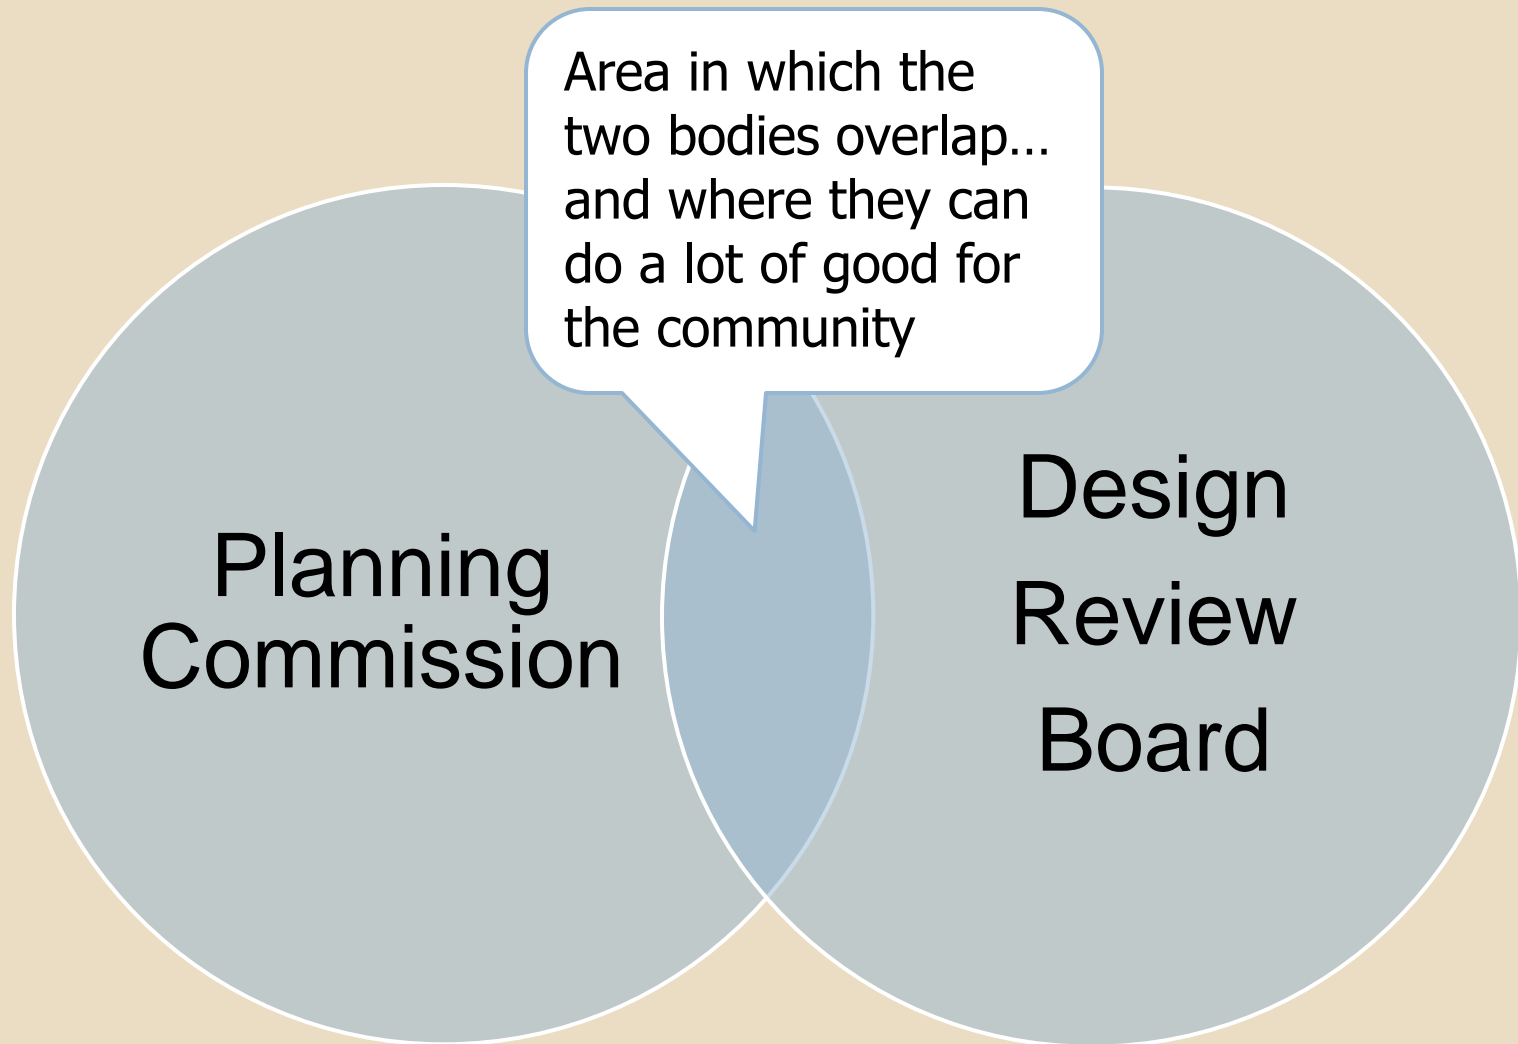 Area in which the
two bodies overlap…
and where they can
do a lot of good for
the community
Planning
Commission
Design
Review
Board